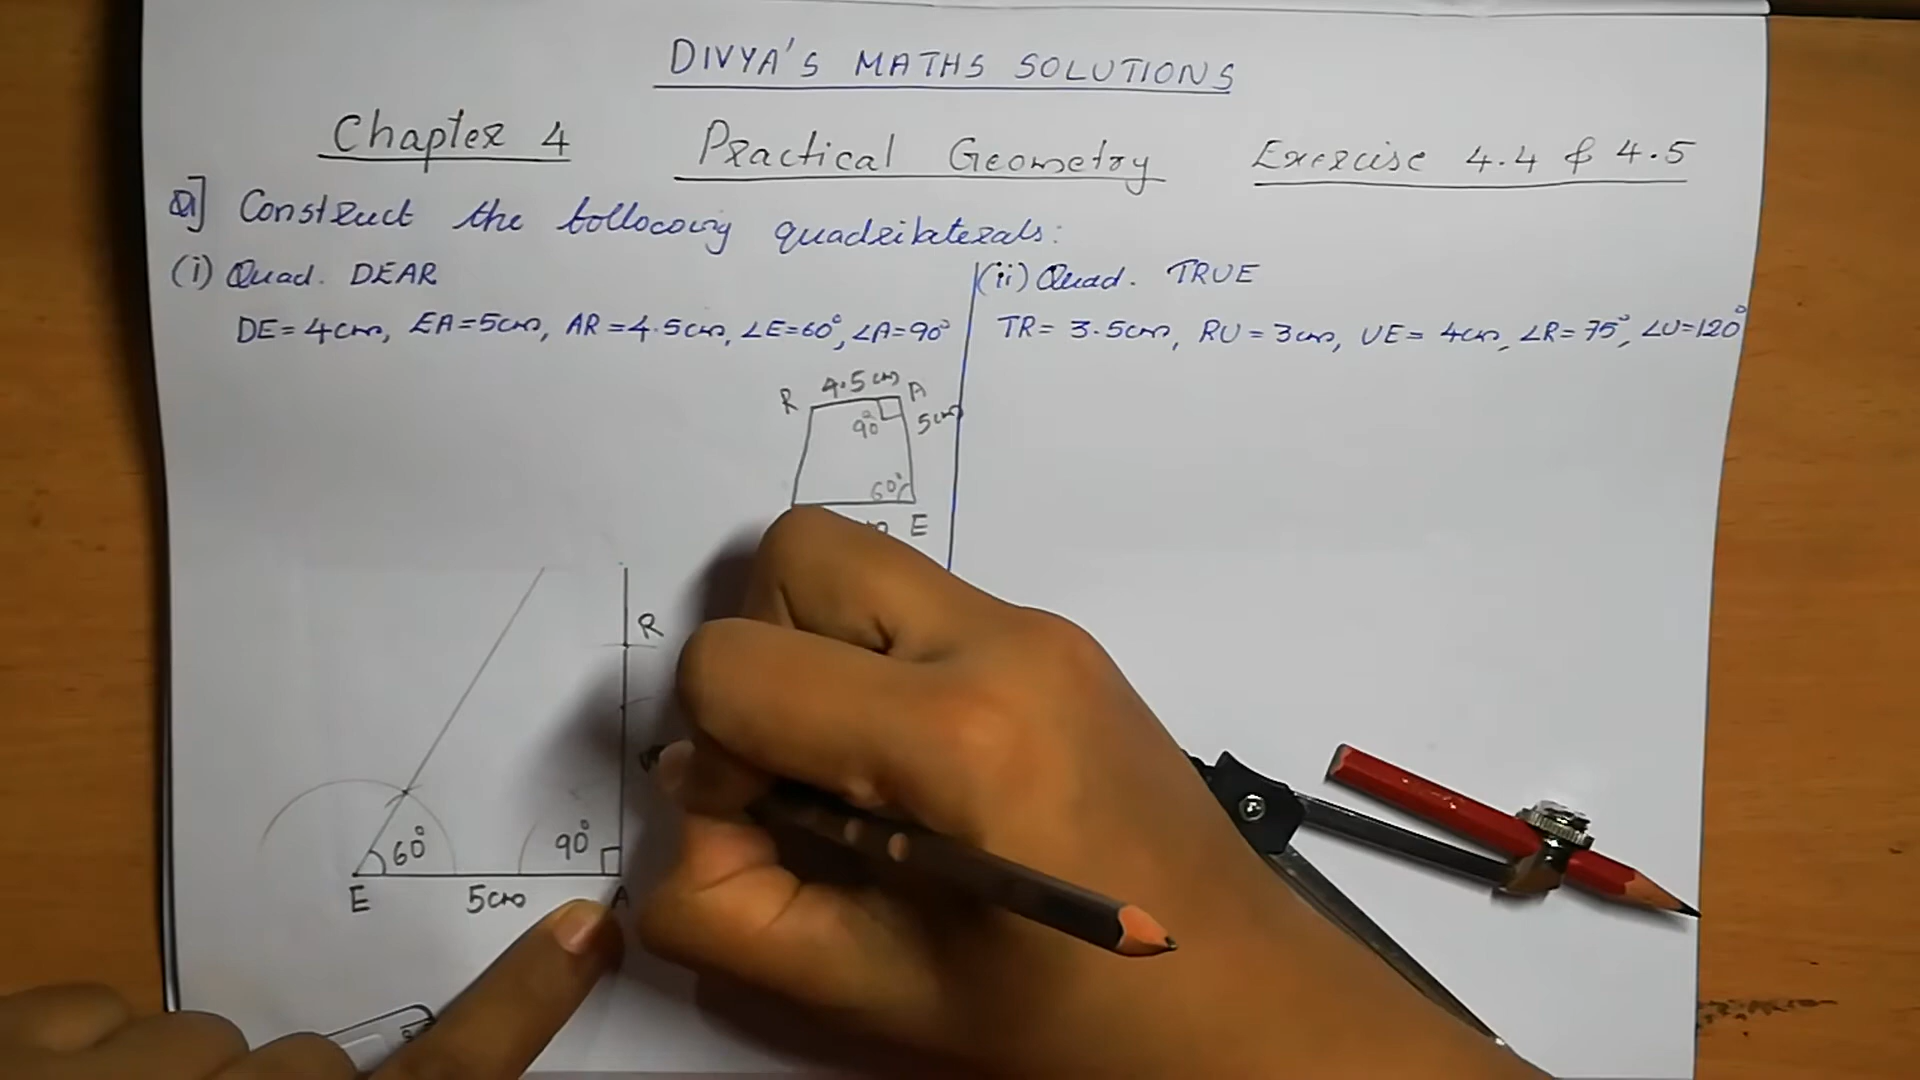 DIVYA'S MATHS SOLUTIONS
Chapter 4 Practical Geometry Exercise 4.4 & 4.5
Q1] Construct the following quadrilaterals:
(i) Quad. DEAR
DE = 4cm, EA = 5cm, AR = 4.5cm, ∠E = 60°, ∠A = 90°
(ii) Quad. TRUE
TR = 3.5cm, RU = 3cm, UE = 4cm, ∠R = 75°, ∠U = 120°
R 4.5cm A
90° 5cm
60°
E
R
60° 90°
E 5cm A